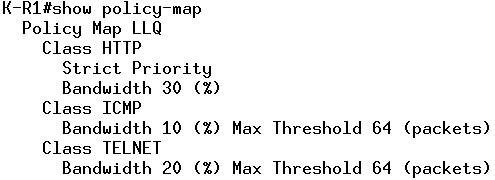 K-R1#show policy-map
Policy Map LLQ
Class HTTP
Strict Priority
Bandwidth 30 (%)
Class ICMP
Bandwidth 10 (%) Max Threshold 64 (packets)
Class TELNET
Bandwidth 20 (%) Max Threshold 64 (packets)